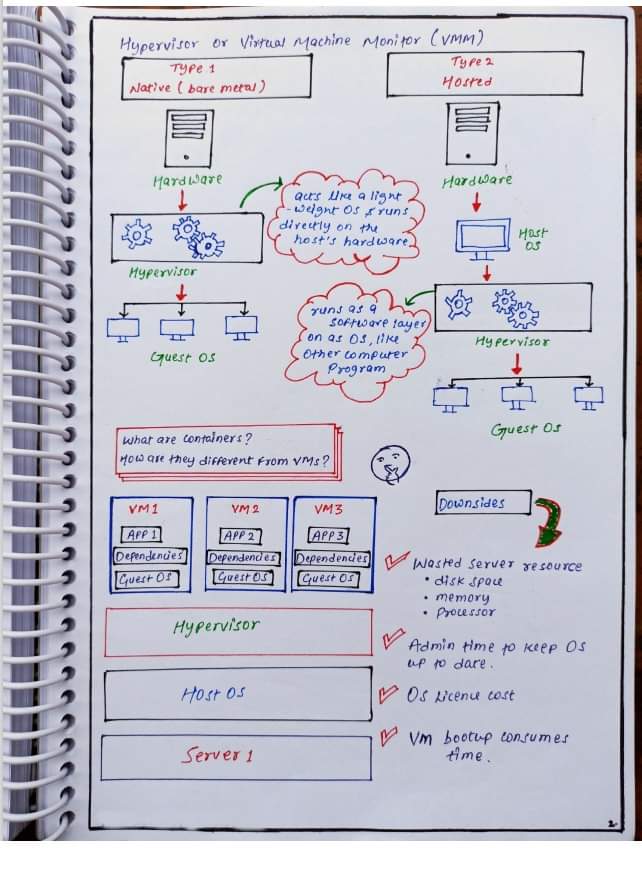 Hypervisor or Virtual Machine Monitor (VMM)
Type 1
Native (bare metal)
Type 2
Hosted
Hardware
Hardware
acts like a light
-weight OS & runs
directly on the
host's hardware
Host
OS
Hypervisor
runs as a
software layer
on as OS, like
other computer
Program
Hypervisor
Guest OS
Guest OS
What are containers?
How are they different from VMs?
VM1
APP 1
Dependencies
Guest OS
VM2
APP 2
Dependencies
Guest OS
VM3
APP 3
Dependencies
Guest OS
Hypervisor
Host OS
Server 1
Downsides
Wasted server resource
• disk space
• memory
• processor
Admin time to keep OS
up to date.
OS Licence cost
VM bootup consumes
time.
2